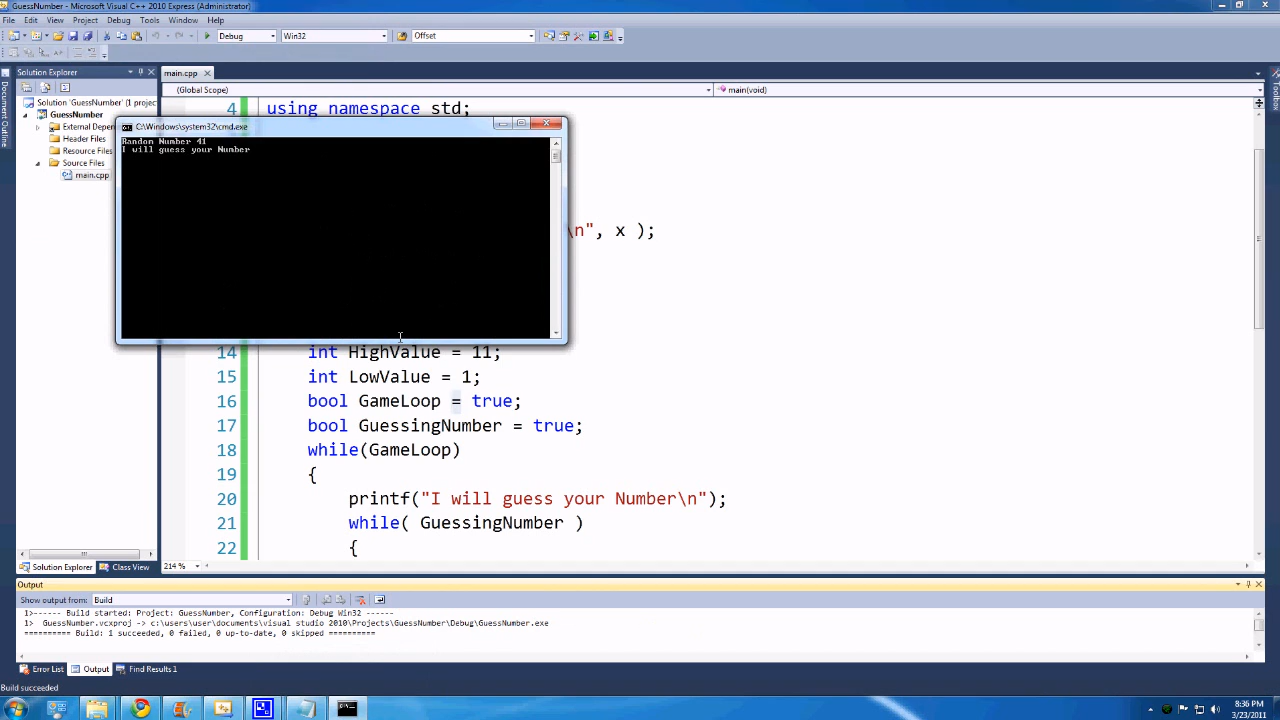 GuessNumber - Microsoft Visual C++ 2010 Express (Administrator)
File Edit View Project Debug Tools Window Help
Debug Win32 Offset
Solution Explorer
main.cpp
(Global Scope) main(void)
Document Outline
Toolbox
Solution 'GuessNumber' (1 projec
GuessNumber
External Depen
Header Files
Resource Files
Source Files
main.cpp
4 using namespace std;
C:\Windows\system32\cmd.exe
Randon Number 41
I will guess your Number
\n", x );
14 int HighValue = 11;
15 int LowValue = 1;
16 bool GameLoop = true;
17 bool GuessingNumber = true;
18 while(GameLoop)
19 {
20 printf("I will guess your Number\n");
21 while( GuessingNumber )
22 {
Solution Explorer Class View
214 %
Output
Show output from: Build
1>------ Build started: Project: GuessNumber, Configuration: Debug Win32 ------
1> GuessNumber.vcxproj -> c:\users\user\documents\visual studio 2010\Projects\GuessNumber\Debug\GuessNumber.exe
========== Build: 1 succeeded, 0 failed, 0 up-to-date, 0 skipped ==========
Error List Output Find Results 1
Build succeeded
8:36 PM
3/23/2011